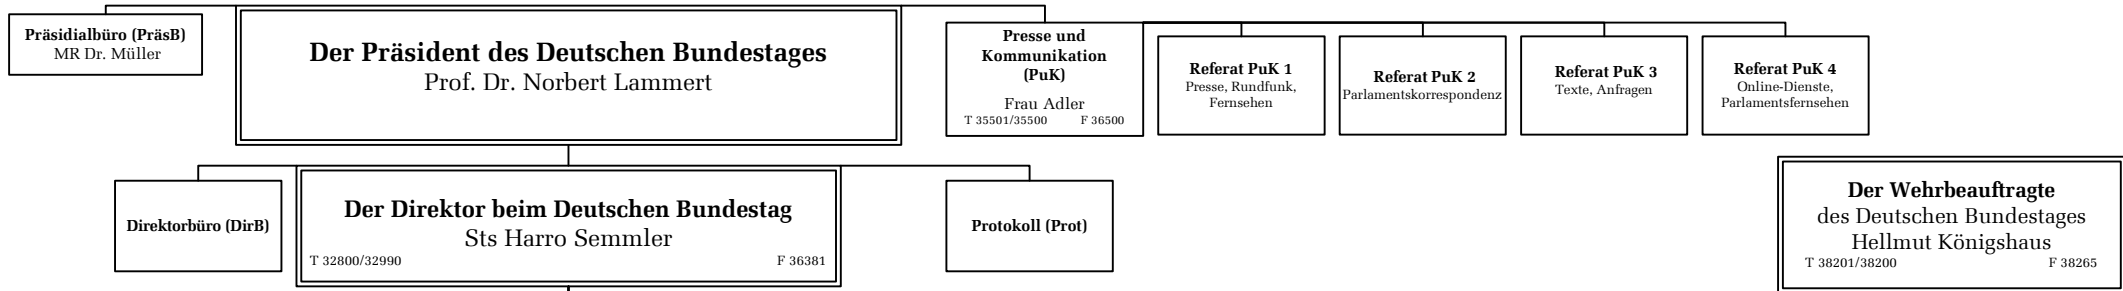 Präsidialbüro (PräsB)
MR Dr. Müller
Der Präsident des Deutschen Bundestages
Prof. Dr. Norbert Lammert
Presse und
Kommunikation
(PuK)
Frau Adler
T 35501/35500 F 36500
Referat PuK 1
Presse, Rundfunk,
Fernsehen
Referat PuK 2
Parlamentskorrespondenz
Referat PuK 3
Texte, Anfragen
Referat PuK 4
Online-Dienste,
Parlamentsfernsehen
Direktorbüro (DirB)
Der Direktor beim Deutschen Bundestag
Sts Harro Semmler
T 32800/32990 F 36381
Protokoll (Prot)
Der Wehrbeauftragte
des Deutschen Bundestages
Hellmut Königshaus
T 38201/38200 F 38265